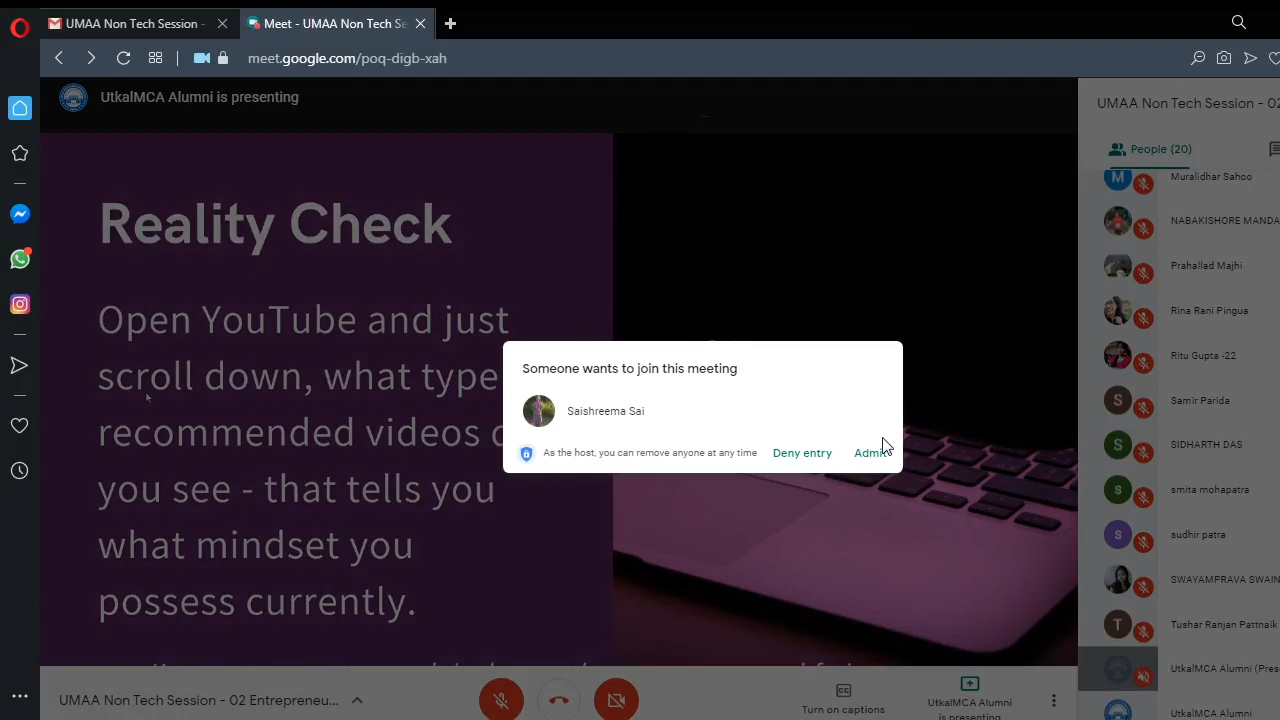 UMAA Non Tech Session -
Meet - UMAA Non Tech Se
meet.google.com/poq-digb-xah
UtkalMCA Alumni is presenting
Reality Check
Open YouTube and just
scroll down, what type
recommended videos
you see - that tells you
what mindset you
possess currently.
Someone wants to join this meeting
Saishreema Sai
As the host, you can remove anyone at any time
Deny entry
Admit
UMAA Non Tech Session - 02
People (20)
M
Muralidhar Sahoo
NABAKISHORE MANDA
Prahallad Majhi
Rina Rani Pingua
Ritu Gupta -22
S
Samir Parida
S
SIDHARTH DAS
s
smita mohapatra
s
sudhir patra
SWAYAMPRAVA SWAIN
T
Tushar Ranjan Pattnaik
UtkalMCA Alumni (Pres
UtkalMCA Alumni
UMAA Non Tech Session - 02 Entrepreneu...
CC
Turn on captions
UtkalMCA Alumni
is presenting